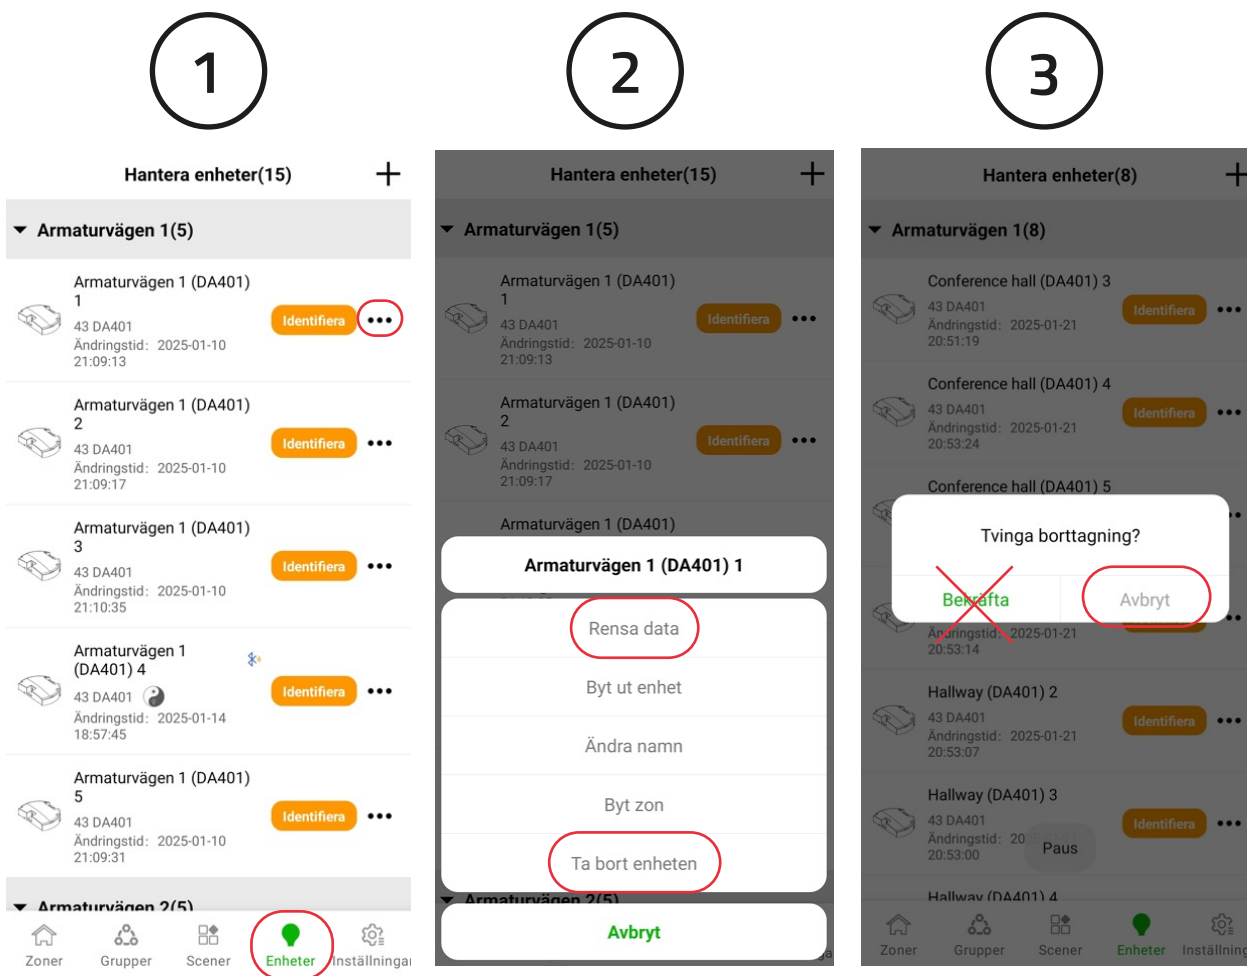 1
2
3
Hantera enheter(15)
Armaturvägen 1(5)
Armaturvägen 1 (DA401)
1
43 DA401
Ändringstid: 2025-01-10
21:09:13
Identifiera
Armaturvägen 1 (DA401)
2
43 DA401
Ändringstid: 2025-01-10
21:09:17
Identifiera
Armaturvägen 1 (DA401)
3
43 DA401
Ändringstid: 2025-01-10
21:10:35
Identifiera
Armaturvägen 1
(DA401) 4
43 DA401
Ändringstid: 2025-01-14
18:57:45
Identifiera
Armaturvägen 1 (DA401)
5
43 DA401
Ändringstid: 2025-01-10
21:09:31
Identifiera
Armaturvägen 2(5)
Zoner
Grupper
Scener
Enheter
Inställningar
Hantera enheter(15)
Armaturvägen 1(5)
Armaturvägen 1 (DA401)
1
43 DA401
Ändringstid: 2025-01-10
21:09:13
Identifiera
Armaturvägen 1 (DA401)
2
43 DA401
Ändringstid: 2025-01-10
21:09:17
Identifiera
Armaturvägen 1 (DA401)
Armaturvägen 1 (DA401) 1
Rensa data
Byt ut enhet
Ändra namn
Byt zon
Ta bort enheten
Armaturvägen 2(5)
Avbryt
Hantera enheter(8)
Armaturvägen 1(8)
Conference hall (DA401) 3
43 DA401
Ändringstid: 2025-01-21
20:51:19
Identifiera
Conference hall (DA401) 4
43 DA401
Ändringstid: 2025-01-21
20:53:24
Identifiera
Conference hall (DA401) 5
Tvinga borttagning?
Bekräfta
Avbryt
Ändringstid: 2025-01-21
20:53:14
Hallway (DA401) 2
43 DA401
Ändringstid: 2025-01-21
20:53:07
Identifiera
Hallway (DA401) 3
43 DA401
Ändringstid: 20
20:53:00
Identifiera
Paus
Hallway (DA401) 4
Zoner
Grupper
Scener
Enheter
Inställning